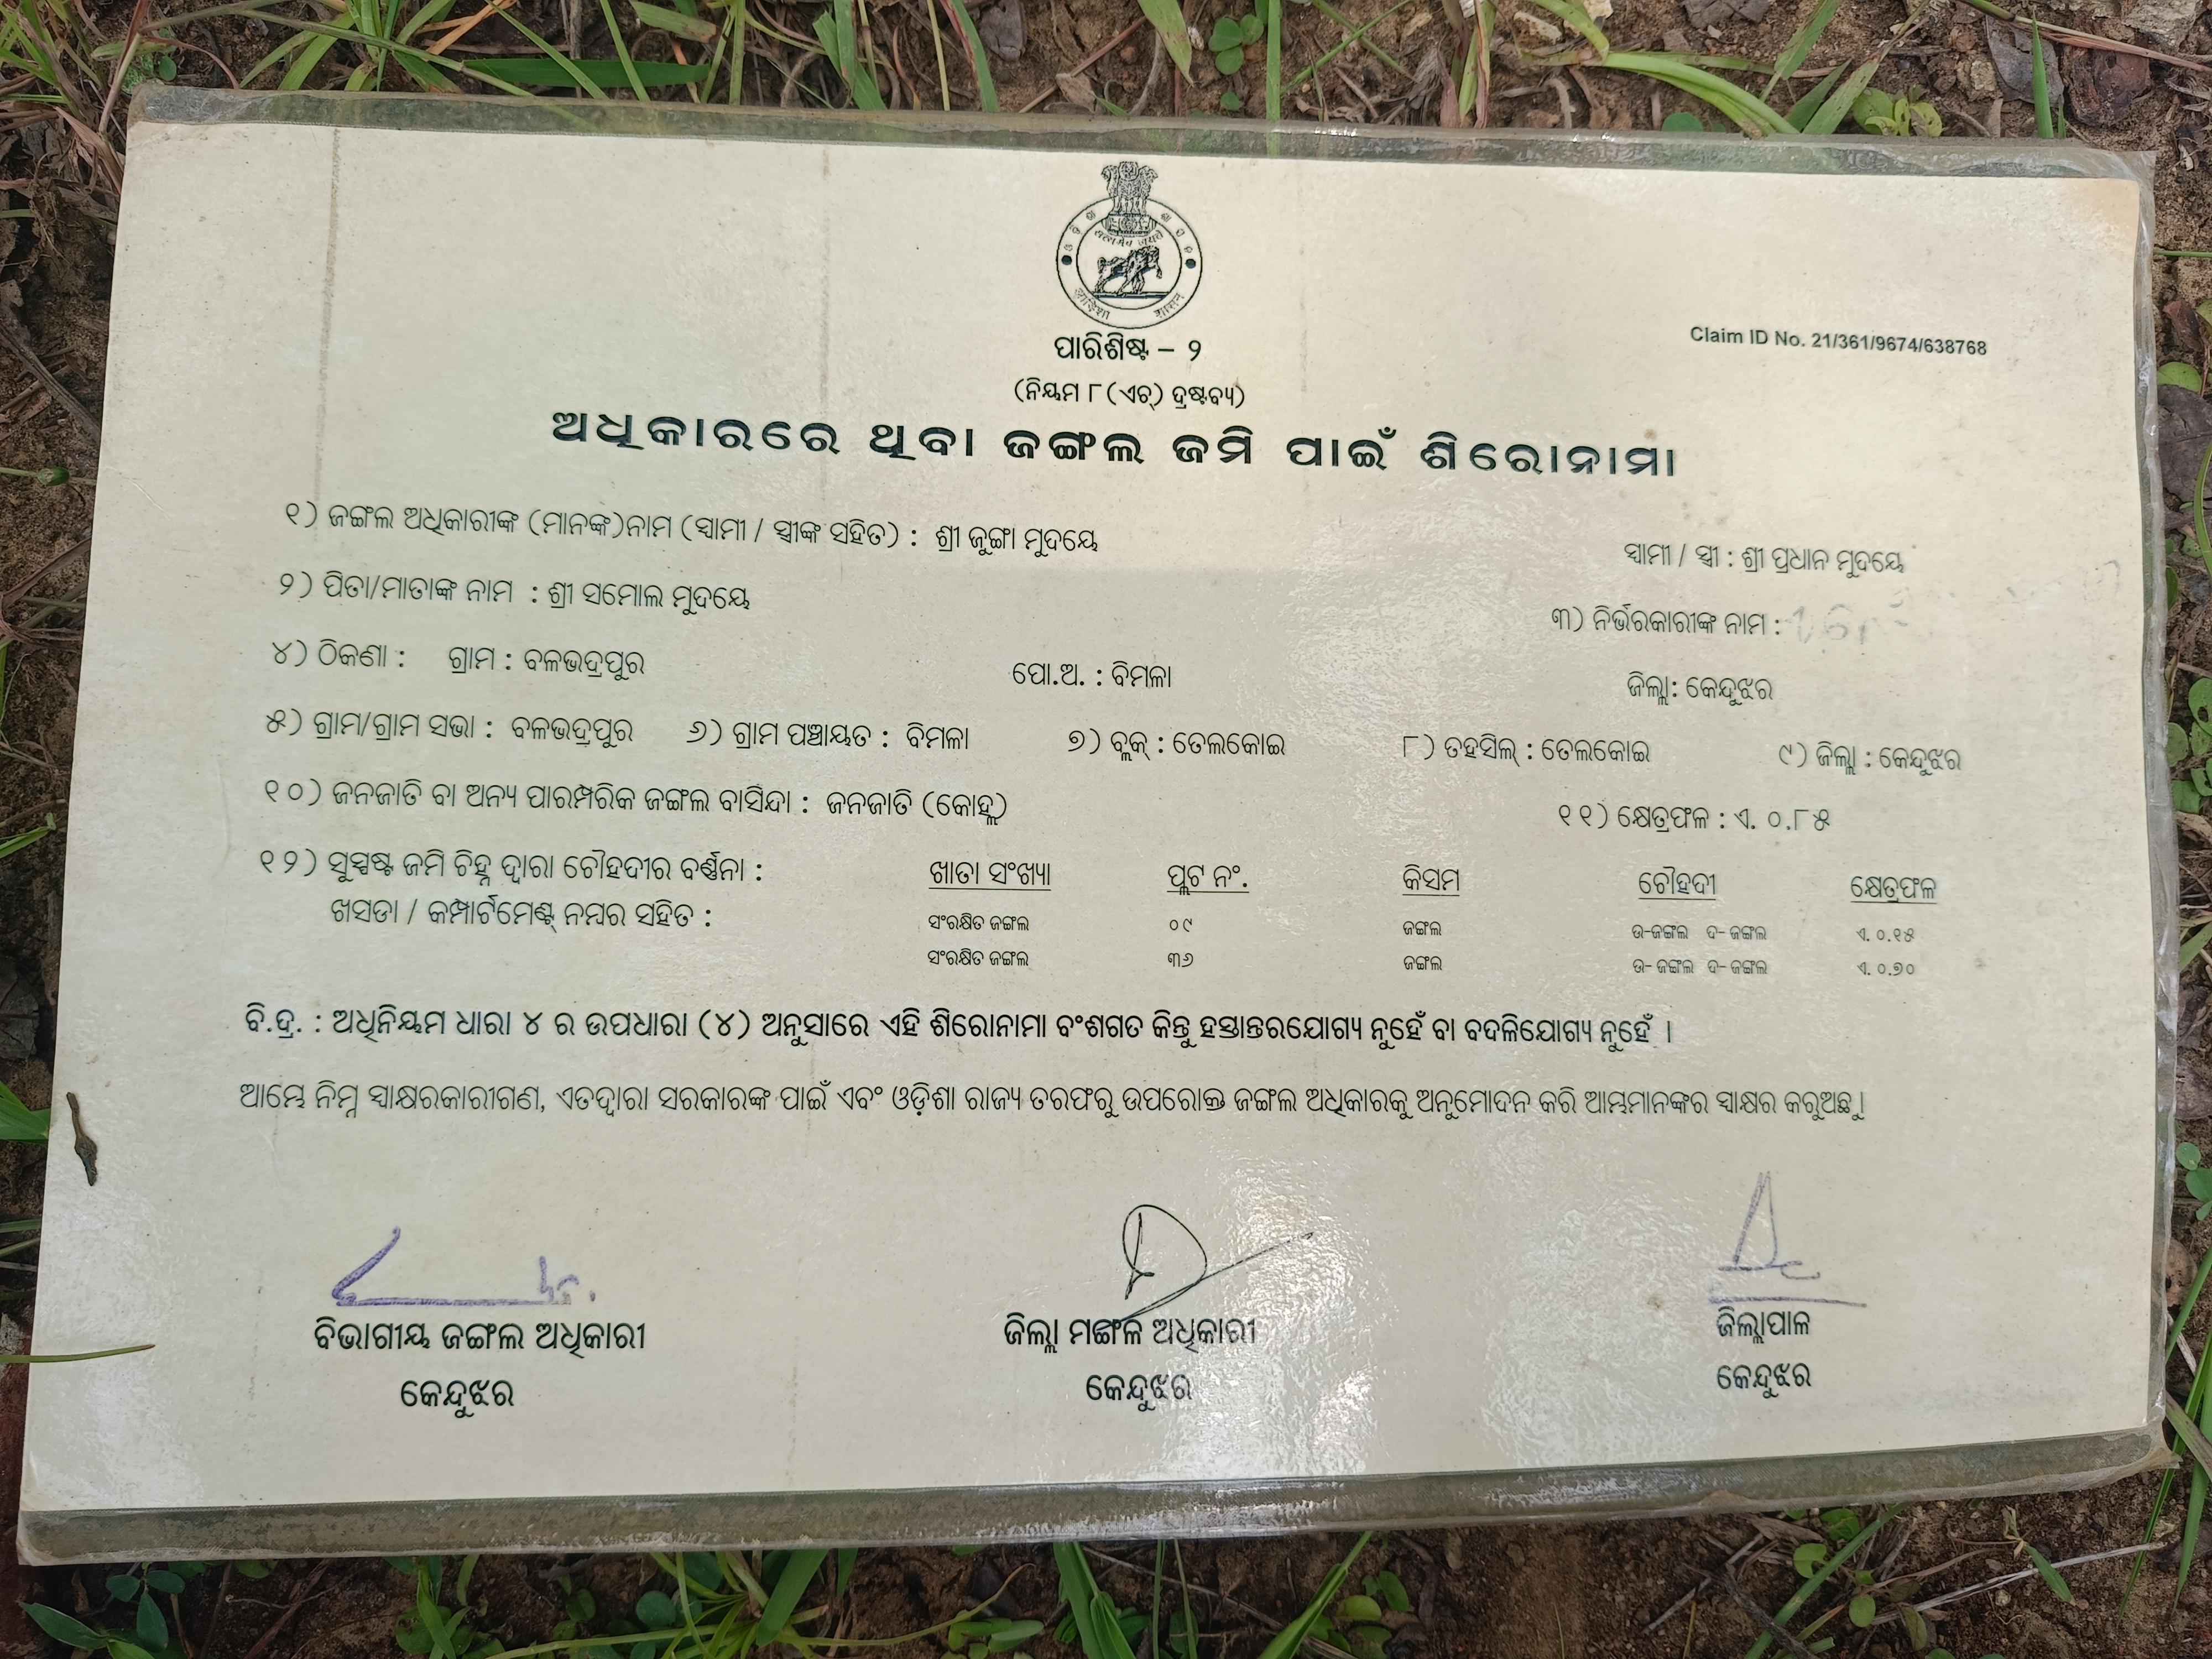 सत्यमेव जयते
ପାରିଶିଷ୍ଟ – ୨
Claim ID No. 21/361/9674/638768
(ନିୟମ ୮(ଏଚ୍) ଦ୍ରଷ୍ଟବ୍ୟ)
ଅଧିକାରରେ ଥିବା ଜଙ୍ଗଲ ଜମି ପାଇଁ ଶିରୋନାମା
୧) ଜଙ୍ଗଲ ଅଧିକାରୀଙ୍କ (ମାନଙ୍କ)ନାମ (ସ୍ଵାମୀ / ସ୍ତ୍ରୀଙ୍କ ସହିତ) : ଶ୍ରୀ ଜୁଙ୍ଗା ମୁଦୟେ ସ୍ଵାମୀ / ସ୍ତ୍ରୀ : ଶ୍ରୀ ପ୍ରଧାନ ମୁଦୟେ
୨) ପିତା/ମାତାଙ୍କ ନାମ : ଶ୍ରୀ ସମୋଲ ମୁଦୟେ ୩) ନିର୍ଭରକାରୀଙ୍କ ନାମ :
୪) ଠିକଣା : ଗ୍ରାମ : ବଳଭଦ୍ରପୁର ପୋ.ଅ. : ବିମଳା ଜିଲ୍ଲା: କେନ୍ଦୁଝର
୫) ଗ୍ରାମ/ଗ୍ରାମ ସଭା : ବଳଭଦ୍ରପୁର ୬) ଗ୍ରାମ ପଞ୍ଚାୟତ : ବିମଳା ୭) ବ୍ଲକ୍ : ତେଲକୋଇ ୮) ତହସିଲ୍ : ତେଲକୋଇ ୯) ଜିଲ୍ଲା : କେନ୍ଦୁଝର
୧୦) ଜନଜାତି ବା ଅନ୍ୟ ପାରମ୍ପରିକ ଜଙ୍ଗଲ ବାସିନ୍ଦା : ଜନଜାତି (କୋହ୍ଲ) ୧୧) କ୍ଷେତ୍ରଫଳ : ଏ. ୦.୮୫
୧୨) ସୁସ୍ପଷ୍ଟ ଜମି ଚିହ୍ନ ଦ୍ଵାରା ଚୌହଦୀର ବର୍ଣ୍ଣନା : ଖାତା ସଂଖ୍ୟା ପ୍ଲଟ ନଂ. କିସମ ଚୌହଦୀ କ୍ଷେତ୍ରଫଳ
ଖସଡା / କମ୍ପାର୍ଟମେଣ୍ଟ ନମ୍ବର ସହିତ : ସଂରକ୍ଷିତ ଜଙ୍ଗଲ ୦୯ ଜଙ୍ଗଲ ଉ-ଜଙ୍ଗଲ ଦ- ଜଙ୍ଗଲ ଏ. ୦.୧୫
ସଂରକ୍ଷିତ ଜଙ୍ଗଲ ୩୬ ଜଙ୍ଗଲ ଉ- ଜଙ୍ଗଲ ଦ- ଜଙ୍ଗଲ ଏ. ୦.୭୦
ବି.ଦ୍ର. : ଅଧିନିୟମ ଧାରା ୪ ର ଉପଧାରା (୪) ଅନୁସାରେ ଏହି ଶିରୋନାମା ବଂଶଗତ କିନ୍ତୁ ହସ୍ତାନ୍ତରଯୋଗ୍ୟ ନୁହେଁ ବା ବଦଳିଯୋଗ୍ୟ ନୁହେଁ ।
ଆମ୍ଭେ ନିମ୍ନ ସ୍ଵାକ୍ଷରକାରୀଗଣ, ଏତଦ୍ଵାରା ସରକାରଙ୍କ ପାଇଁ ଏବଂ ଓଡ଼ିଶା ରାଜ୍ୟ ତରଫରୁ ଉପରୋକ୍ତ ଜଙ୍ଗଲ ଅଧିକାରକୁ ଅନୁମୋଦନ କରି ଆମ୍ଭମାନଙ୍କର ସ୍ଵାକ୍ଷର କରୁଅଛୁ।
ବିଭାଗୀୟ ଜଙ୍ଗଲ ଅଧିକାରୀ ଜିଲ୍ଲା ମଙ୍ଗଳ ଅଧିକାରୀ ଜିଲ୍ଲାପାଳ
କେନ୍ଦୁଝର କେନ୍ଦୁଝର କେନ୍ଦୁଝର